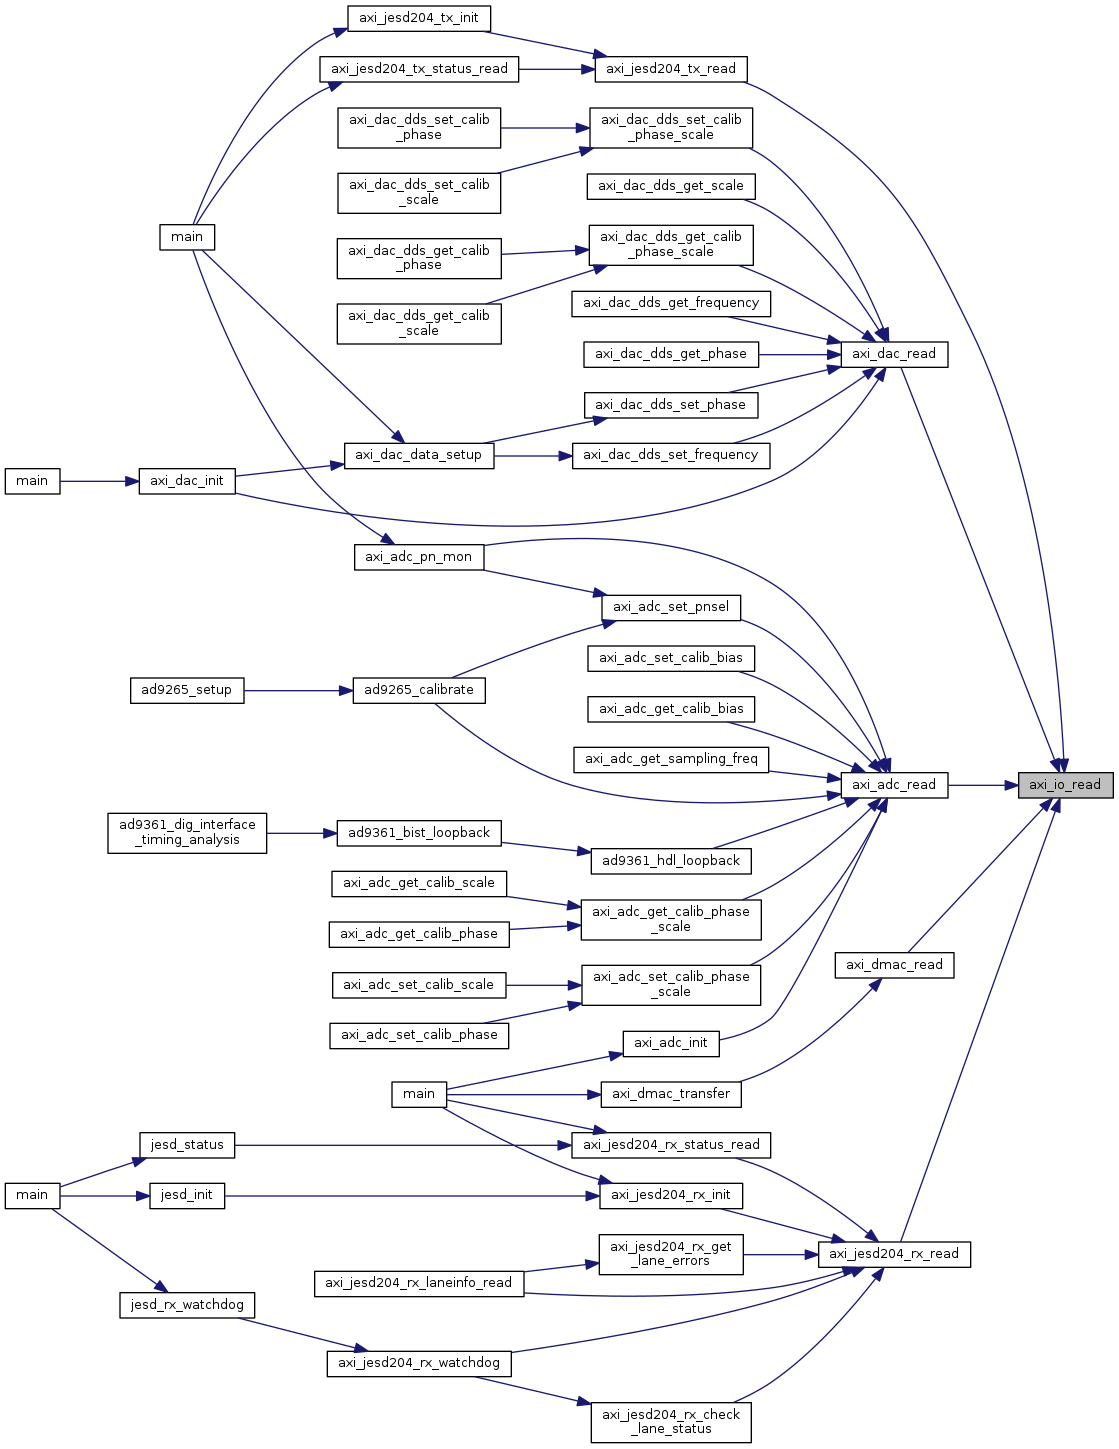 axi_jesd204_tx_init
axi_jesd204_tx_status_read
axi_jesd204_tx_read
axi_dac_dds_set_calib
_phase
axi_dac_dds_set_calib
_phase_scale
axi_dac_dds_set_calib
_scale
axi_dac_dds_get_scale
main
axi_dac_dds_get_calib
_phase
axi_dac_dds_get_calib
_phase_scale
axi_dac_dds_get_calib
_scale
axi_dac_dds_get_frequency
axi_dac_dds_get_phase
axi_dac_read
axi_dac_dds_set_phase
axi_dac_data_setup
axi_dac_dds_set_frequency
main
axi_dac_init
axi_adc_pn_mon
axi_adc_set_pnsel
axi_adc_set_calib_bias
ad9265_setup
ad9265_calibrate
axi_adc_get_calib_bias
axi_adc_get_sampling_freq
axi_adc_read
axi_io_read
ad9361_dig_interface
_timing_analysis
ad9361_bist_loopback
ad9361_hdl_loopback
axi_adc_get_calib_scale
axi_adc_get_calib_phase
_scale
axi_adc_get_calib_phase
axi_dmac_read
axi_adc_set_calib_scale
axi_adc_set_calib_phase
_scale
axi_adc_set_calib_phase
axi_adc_init
main
axi_dmac_transfer
jesd_status
axi_jesd204_rx_status_read
main
jesd_init
axi_jesd204_rx_init
axi_jesd204_rx_get
_lane_errors
axi_jesd204_rx_read
axi_jesd204_rx_laneinfo_read
jesd_rx_watchdog
axi_jesd204_rx_watchdog
axi_jesd204_rx_check
_lane_status